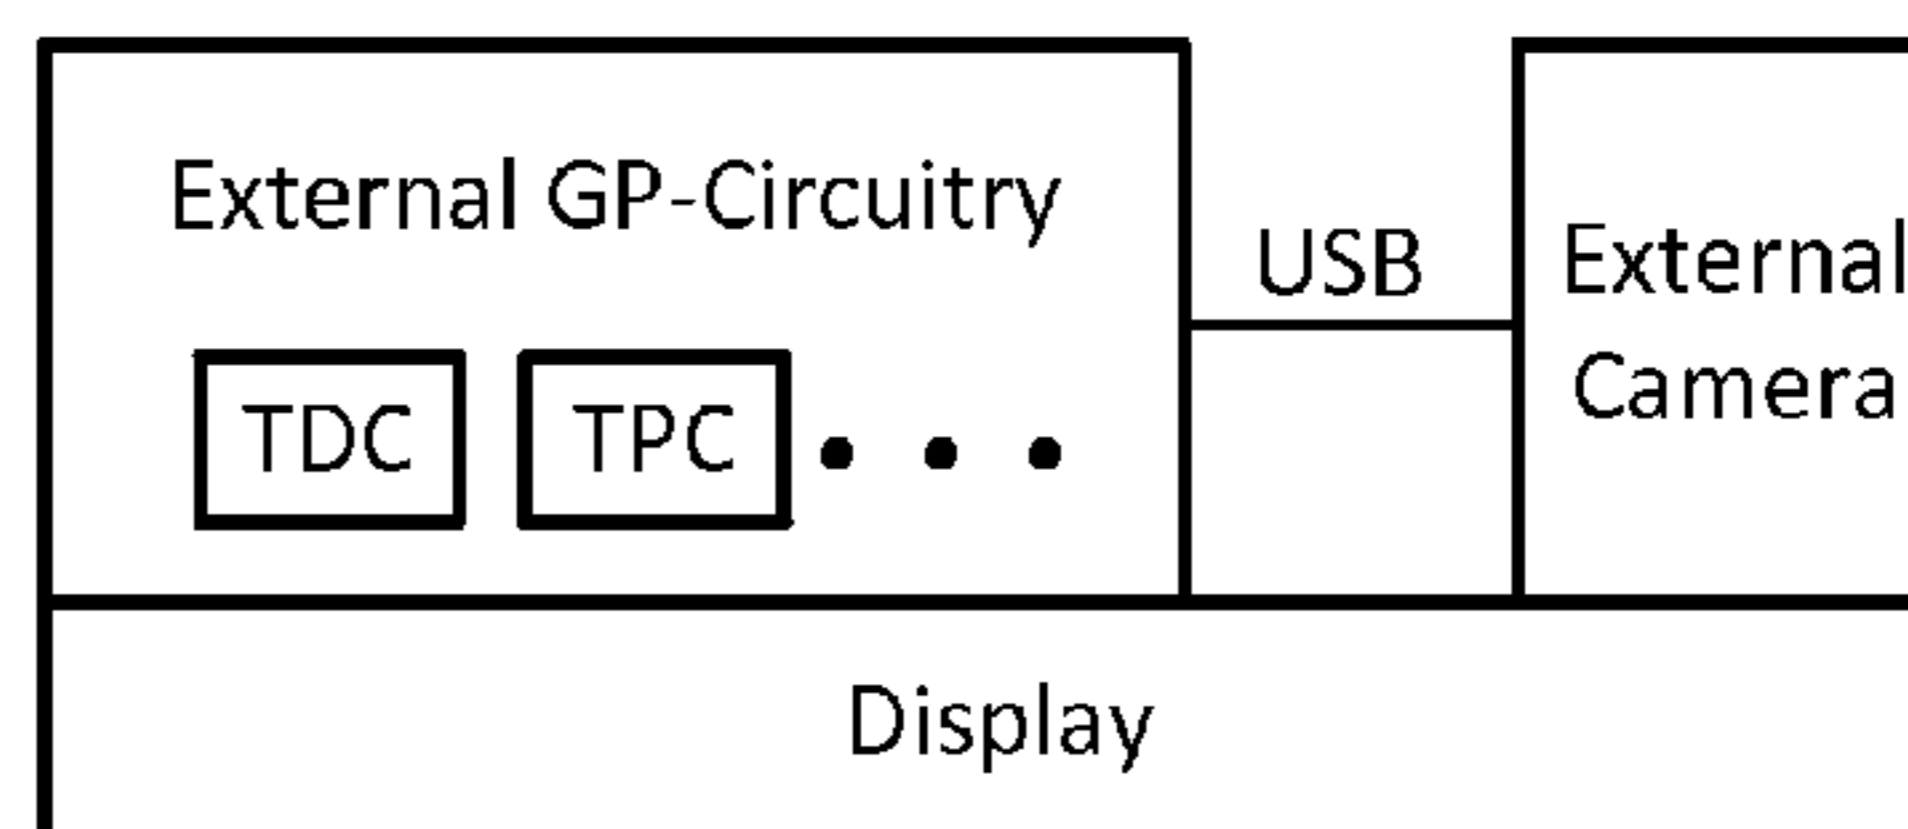 External GP-Circuitry
USB
External
Camera
TDC TPC
Display